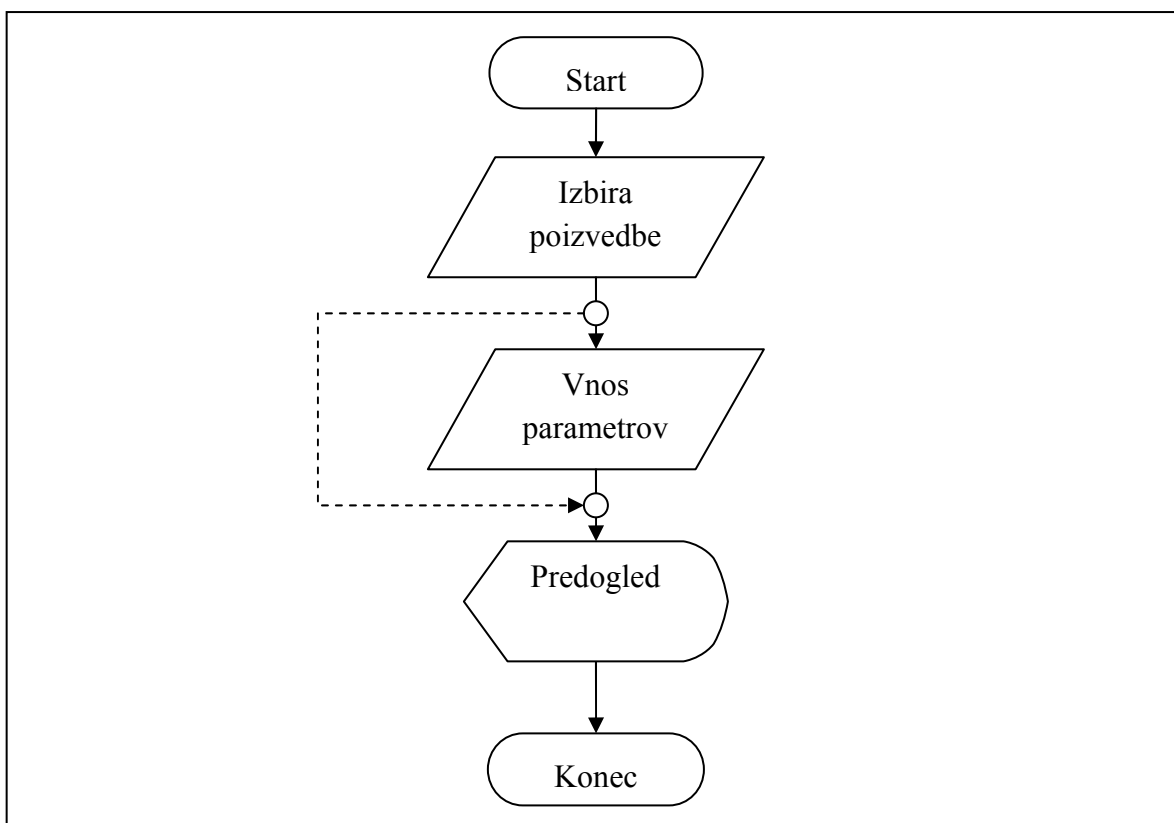 Start
Izbira
poizvedbe
Vnos
parametrov
Predogled
Konec